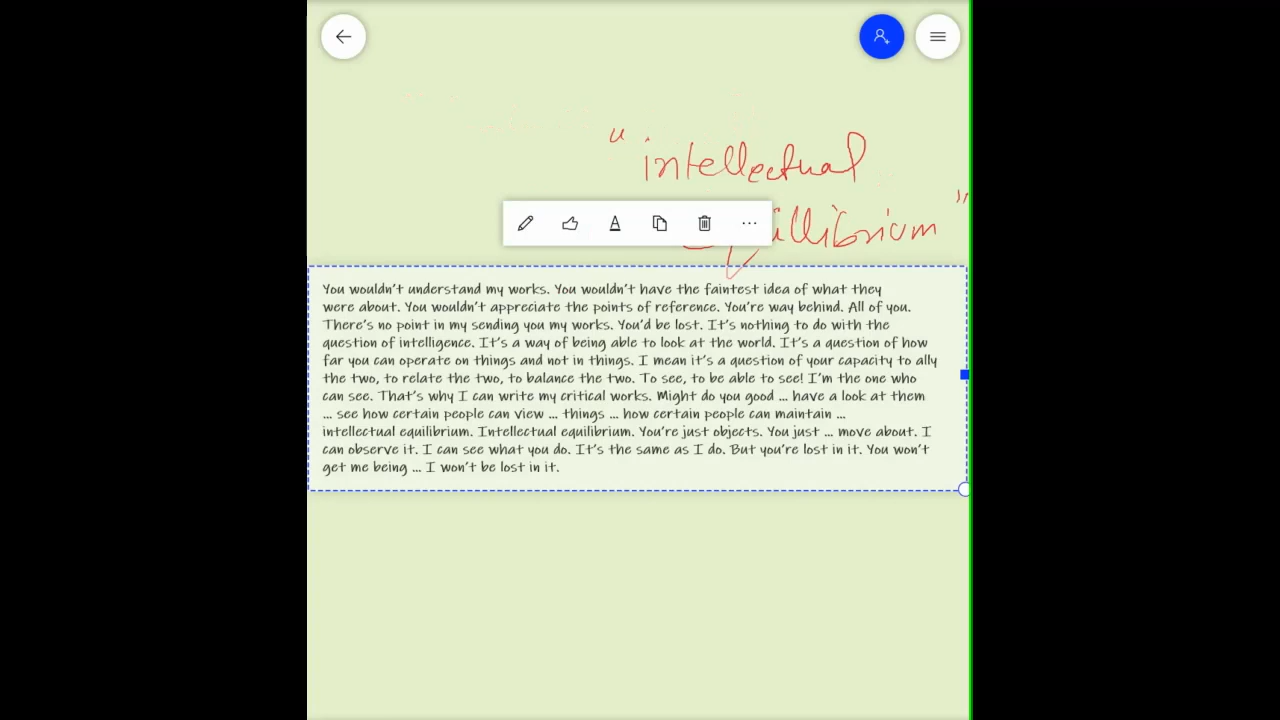 " intellectual
Equillibrium "
You wouldn't understand my works. You wouldn't have the faintest idea of what they
were about. You wouldn't appreciate the points of reference. You're way behind. All of you.
There's no point in my sending you my works. You'd be lost. It's nothing to do with the
question of intelligence. It's a way of being able to look at the world. It's a question of how
far you can operate on things and not in things. I mean it's a question of your capacity to ally
the two, to relate the two, to balance the two. To see, to be able to see! I'm the one who
can see. That's why I can write my critical works. Might do you good ... have a look at them
... see how certain people can view ... things ... how certain people can maintain ...
intellectual equilibrium. Intellectual equilibrium. You're just objects. You just ... move about. I
can observe it. I can see what you do. It's the same as I do. But you're lost in it. You won't
get me being ... I won't be lost in it.